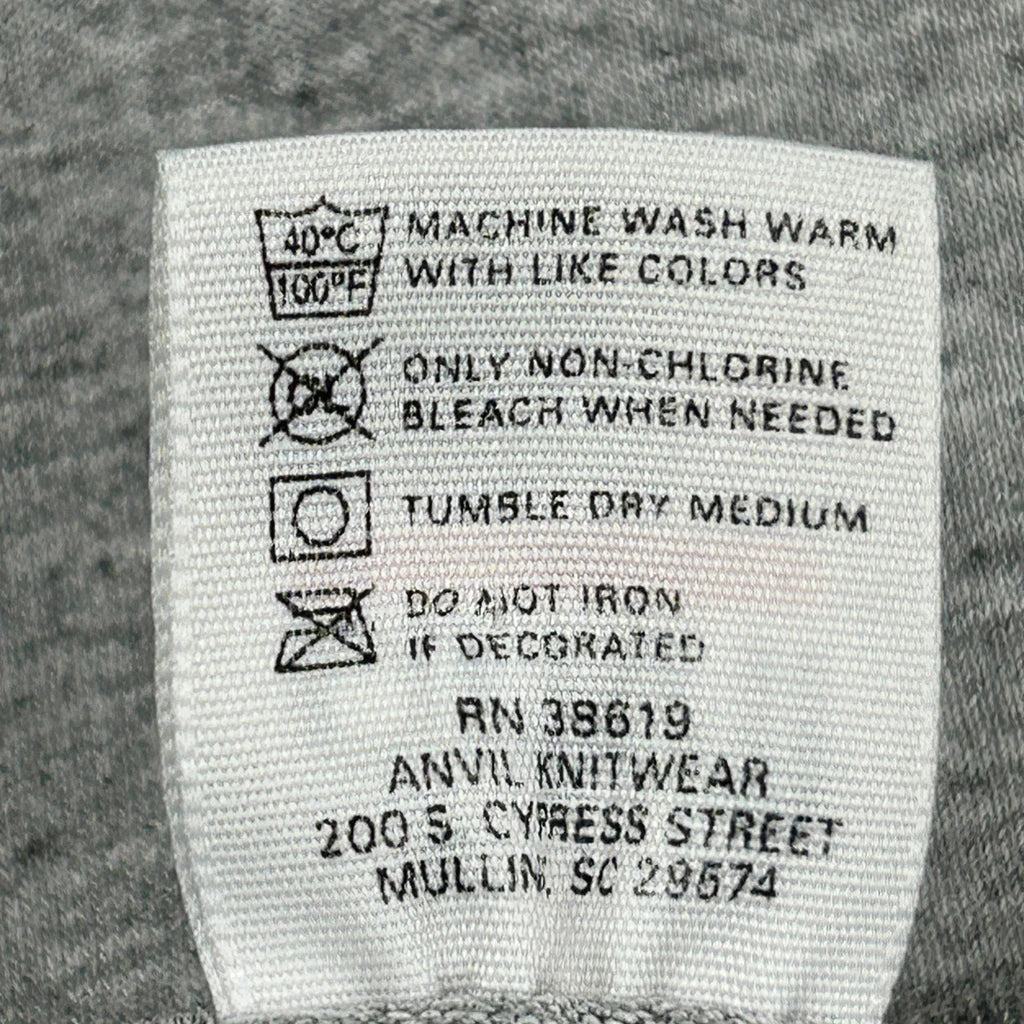 40°C
100°F
MACHINE WASH WARM
WITH LIKE COLORS
ONLY NON-CHLORINE
BLEACH WHEN NEEDED
TUMBLE DRY MEDIUM
DO NOT IRON
IF DECORATED
RN 38619
ANVIL KNITWEAR
200 S. CYPRESS STREET
MULLIN, SC 29574